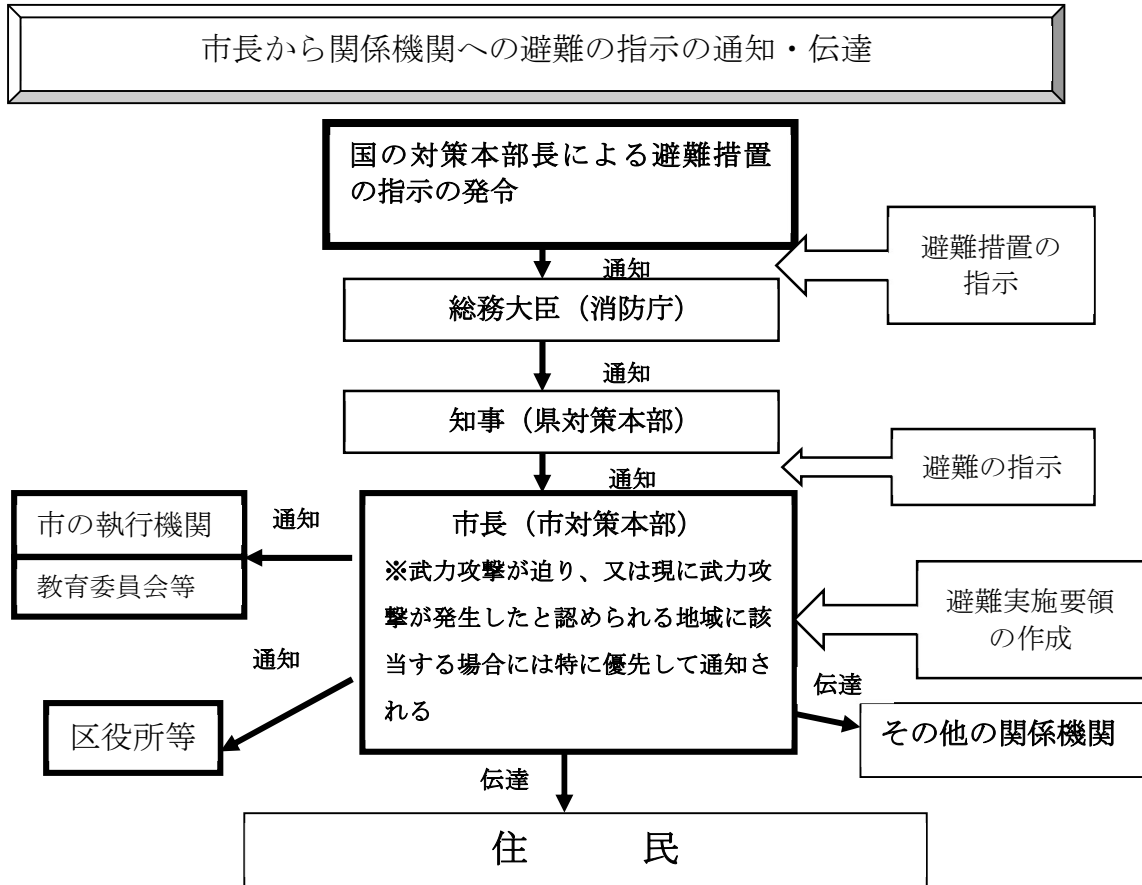 市長から関係機関への避難の指示の通知・伝達
国の対策本部長による避難措置
の指示の発令
避難措置の
指示
通知
総務大臣（消防庁）
通知
知事（県対策本部）
避難の指示
通知
市の執行機関
教育委員会等
通知
市長（市対策本部）
※武力攻撃が迫り、又は現に武力攻
撃が発生したと認められる地域に該
当する場合には特に優先して通知さ
れる
避難実施要領
の作成
通知
区役所等
伝達
その他の関係機関
伝達
住　　　民